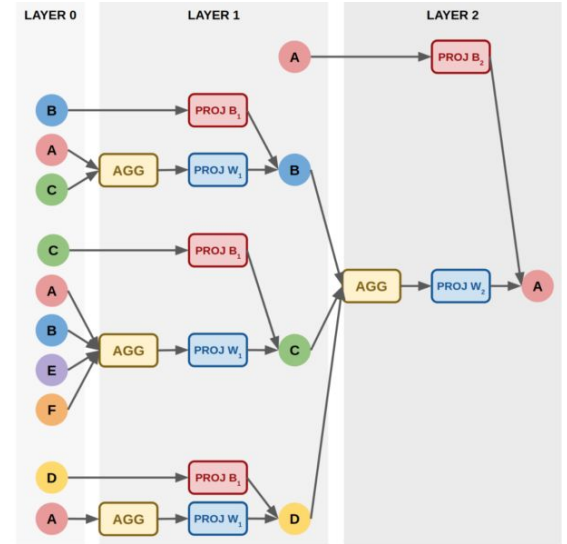 LAYER 0 LAYER 1 LAYER 2
A PROJ B2
B PROJ B1
A
AGG PROJ W1 B
C
C PROJ B1
A
AGG PROJ W2 A
B
AGG PROJ W1 C
E
F
D PROJ B1
A AGG PROJ W1 D